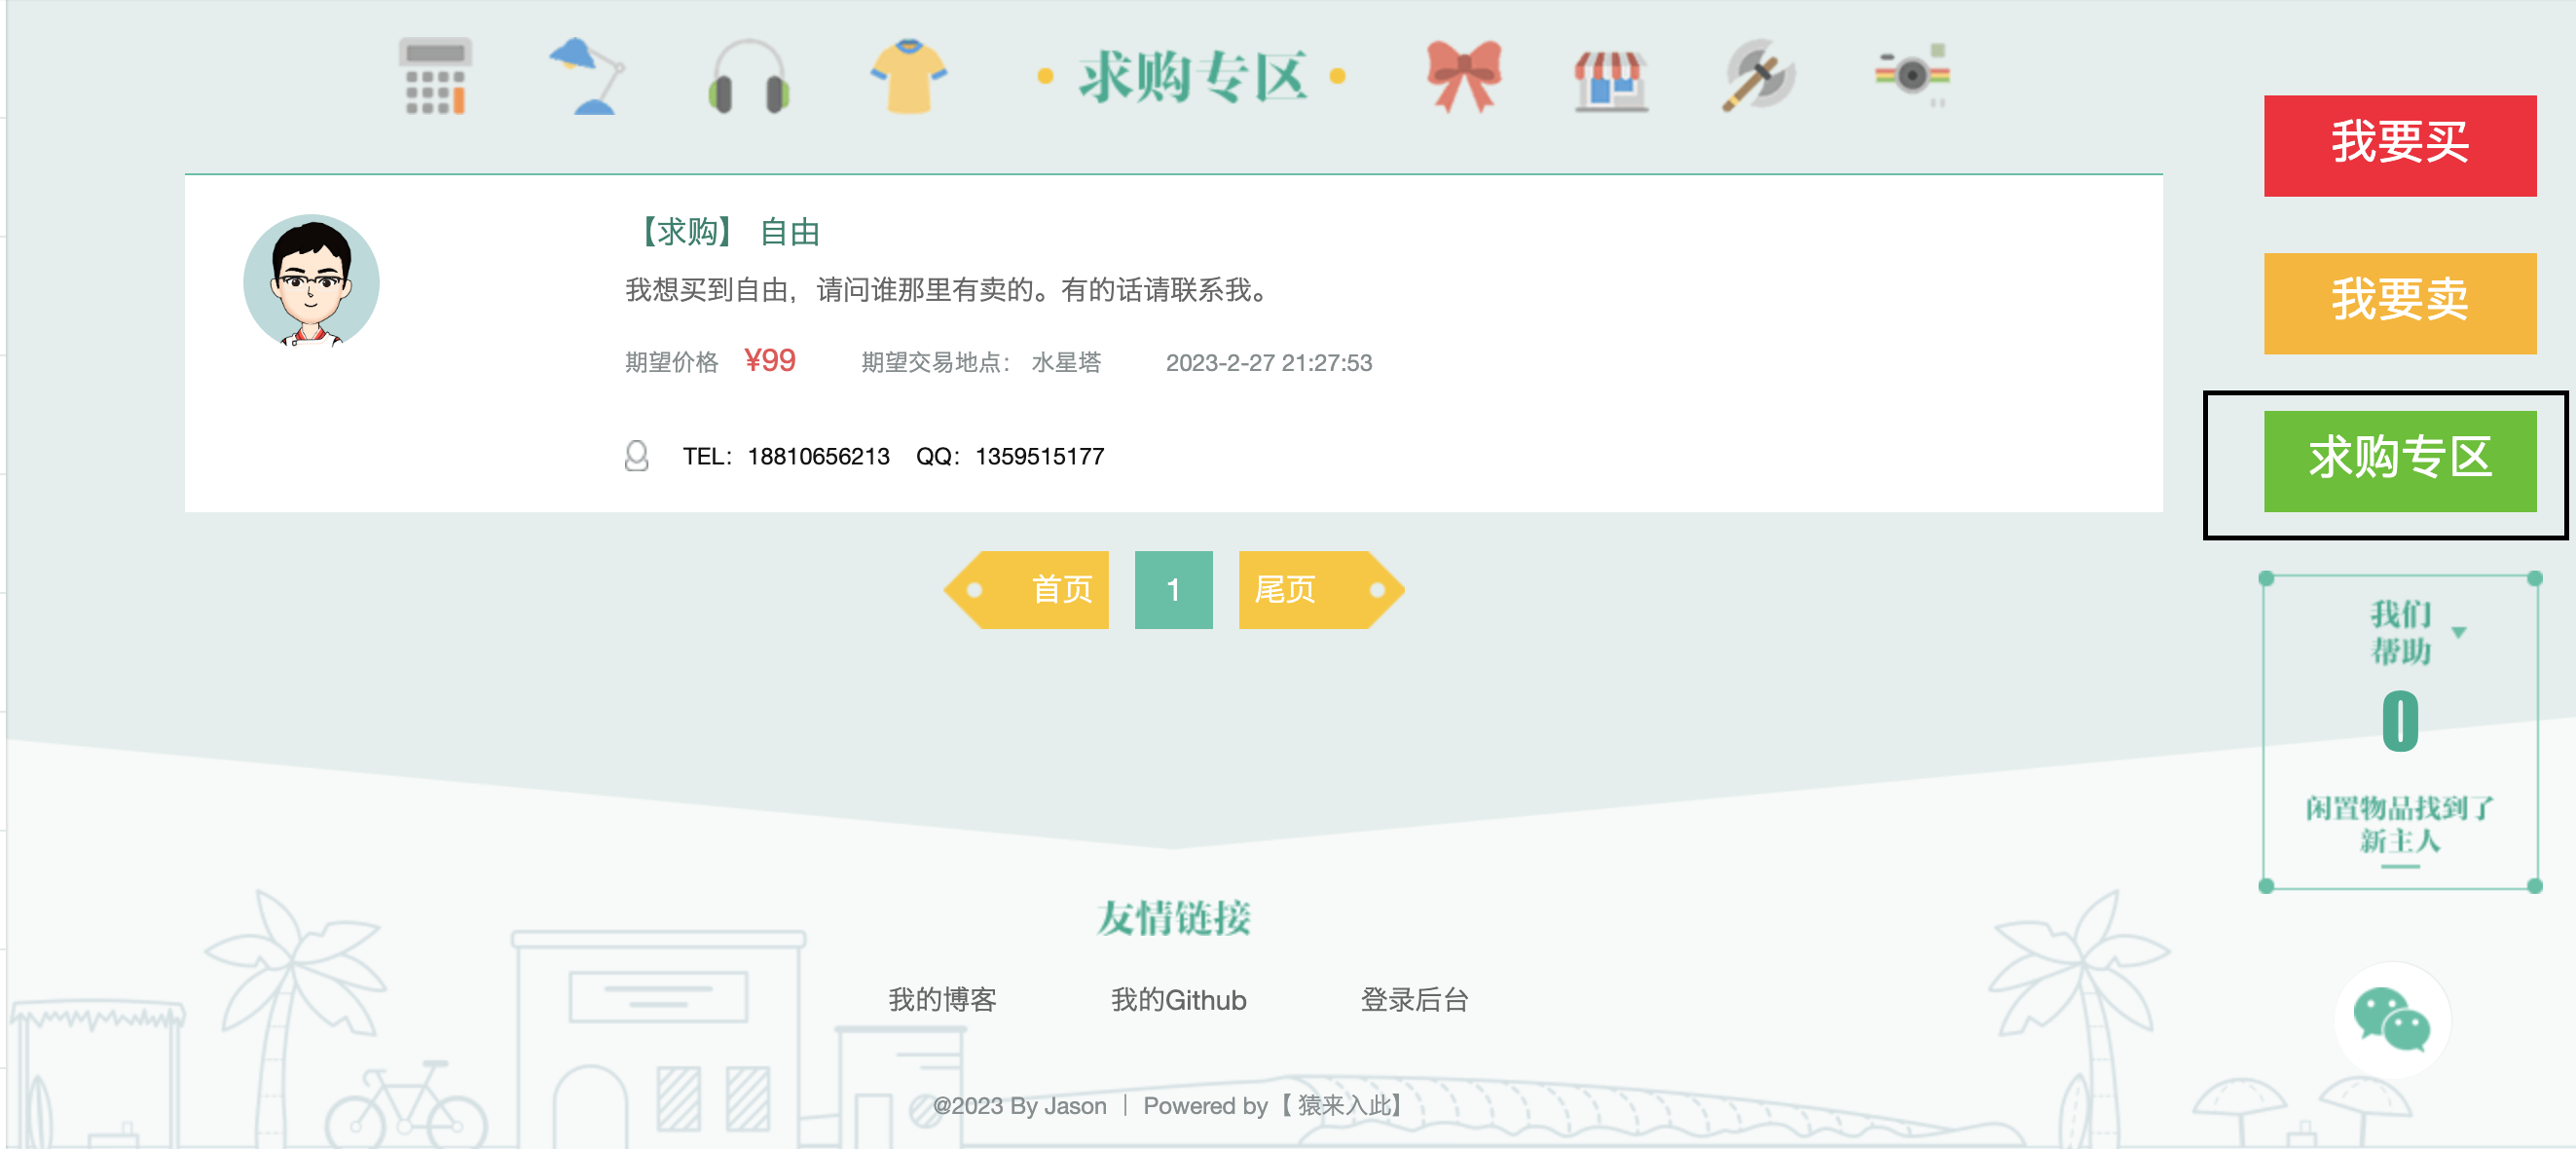 求购专区
【求购】 自由
我想买到自由，请问谁那里有卖的。有的话请联系我。
期望价格 ¥99 期望交易地点： 水星塔 2023-2-27 21:27:53
TEL：18810656213 QQ：1359515177
首页 1 尾页
我要买
我要卖
求购专区
我们
帮助
0
闲置物品找到了
新主人
友情链接
我的博客 我的Github 登录后台
@2023 By Jason ｜ Powered by【 猿来入此】